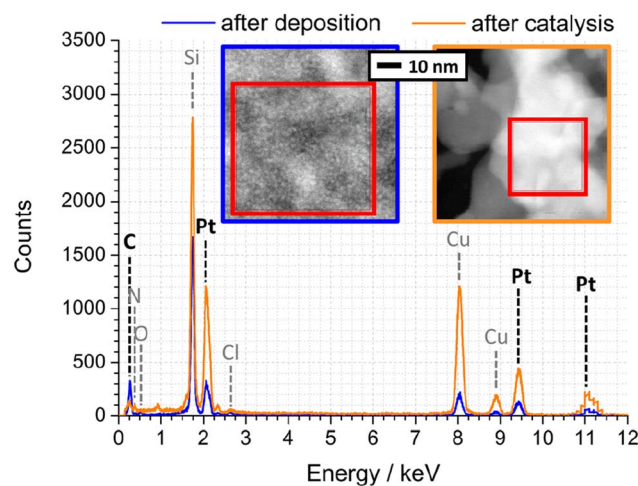 after deposition
after catalysis
3500
3000
2500
2000
1500
1000
500
0
Counts
Si
10 nm
C
N
O
Pt
Cl
Cu
Cu
Pt
Pt
0 1 2 3 4 5 6 7 8 9 10 11 12
Energy / keV